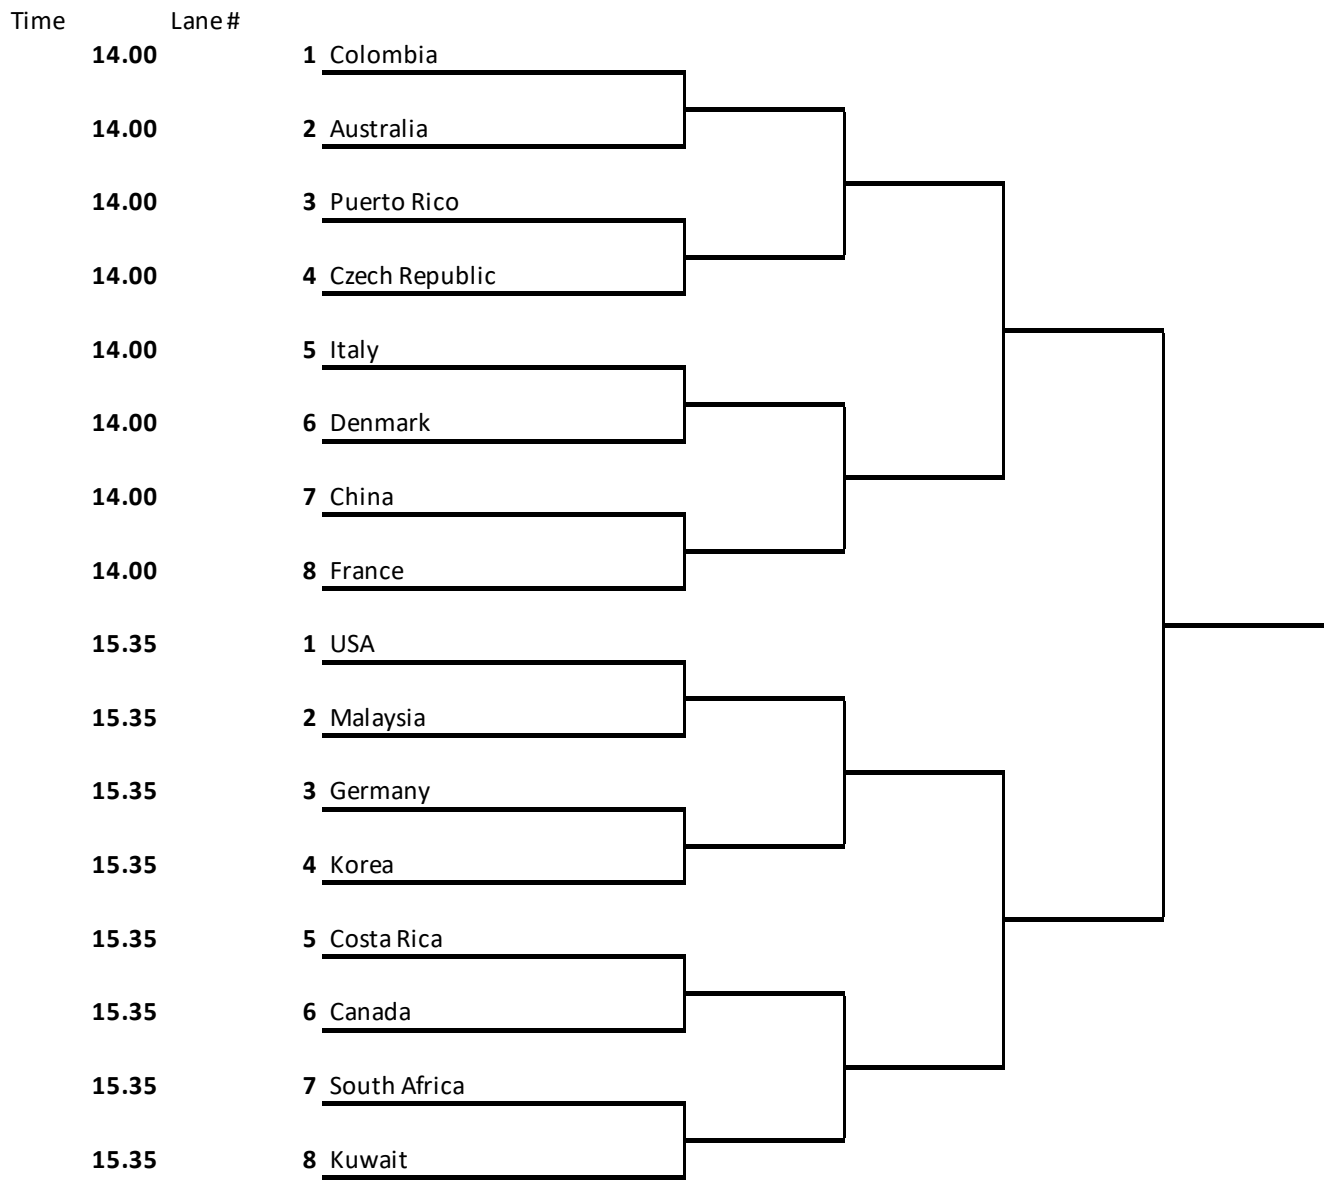 Time Lane #
14.00 1 Colombia
14.00 2 Australia
14.00 3 Puerto Rico
14.00 4 Czech Republic
14.00 5 Italy
14.00 6 Denmark
14.00 7 China
14.00 8 France
15.35 1 USA
15.35 2 Malaysia
15.35 3 Germany
15.35 4 Korea
15.35 5 Costa Rica
15.35 6 Canada
15.35 7 South Africa
15.35 8 Kuwait